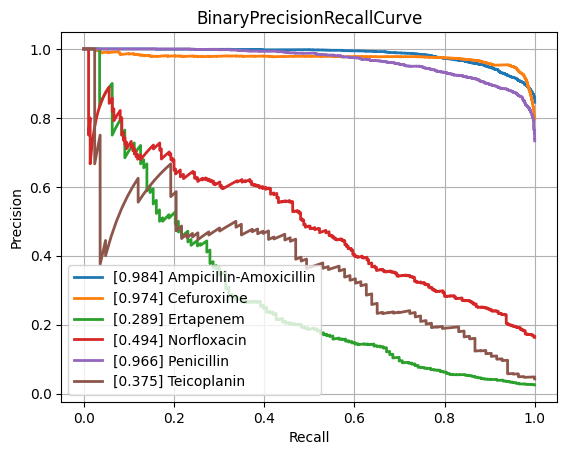 BinaryPrecisionRecallCurve
Precision
1.0
0.8
0.6
0.4
0.2
0.0
[0.984] Ampicillin-Amoxicillin
[0.974] Cefuroxime
[0.289] Ertapenem
[0.494] Norfloxacin
[0.966] Penicillin
[0.375] Teicoplanin
0.0 0.2 0.4 0.6 0.8 1.0
Recall